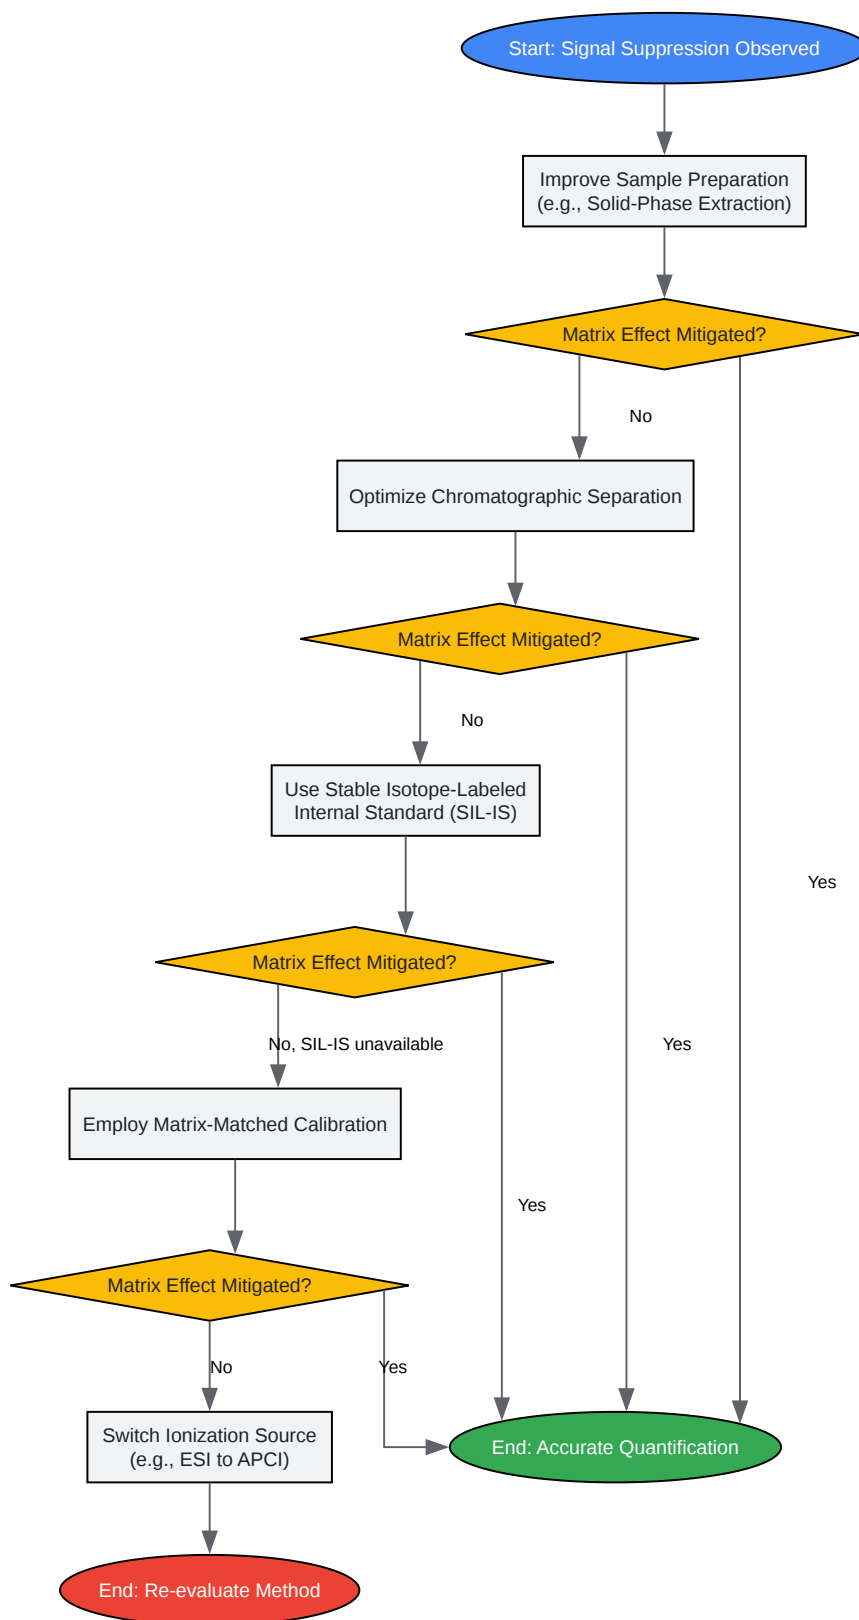 Start: Signal Suppression Observed
Improve Sample Preparation
(e.g., Solid-Phase Extraction)
Matrix Effect Mitigated?
No
Optimize Chromatographic Separation
Matrix Effect Mitigated?
No
Use Stable Isotope-Labeled
Internal Standard (SIL-IS)
Yes
Matrix Effect Mitigated?
No, SIL-IS unavailable
Yes
Employ Matrix-Matched Calibration
Yes
Matrix Effect Mitigated?
No
Yes
Switch Ionization Source
(e.g., ESI to APCI)
End: Accurate Quantification
End: Re-evaluate Method